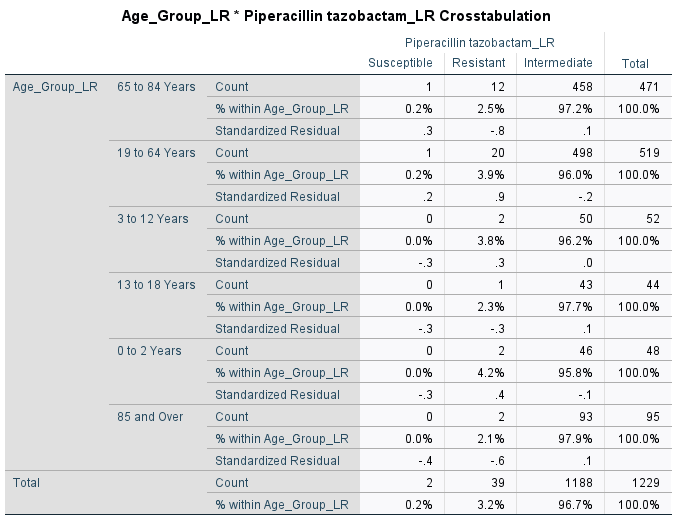 Age_Group_LR * Piperacillin tazobactam_LR Crosstabulation
Piperacillin tazobactam_LR
Susceptible Resistant Intermediate Total
Age_Group_LR 65 to 84 Years Count 1 12 458 471
% within Age_Group_LR 0.2% 2.5% 97.2% 100.0%
Standardized Residual .3 -.8 .1
19 to 64 Years Count 1 20 498 519
% within Age_Group_LR 0.2% 3.9% 96.0% 100.0%
Standardized Residual .2 .9 -.2
3 to 12 Years Count 0 2 50 52
% within Age_Group_LR 0.0% 3.8% 96.2% 100.0%
Standardized Residual -.3 .3 .0
13 to 18 Years Count 0 1 43 44
% within Age_Group_LR 0.0% 2.3% 97.7% 100.0%
Standardized Residual -.3 -.3 .1
0 to 2 Years Count 0 2 46 48
% within Age_Group_LR 0.0% 4.2% 95.8% 100.0%
Standardized Residual -.3 .4 -.1
85 and Over Count 0 2 93 95
% within Age_Group_LR 0.0% 2.1% 97.9% 100.0%
Standardized Residual -.4 -.6 .1
Total Count 2 39 1188 1229
% within Age_Group_LR 0.2% 3.2% 96.7% 100.0%